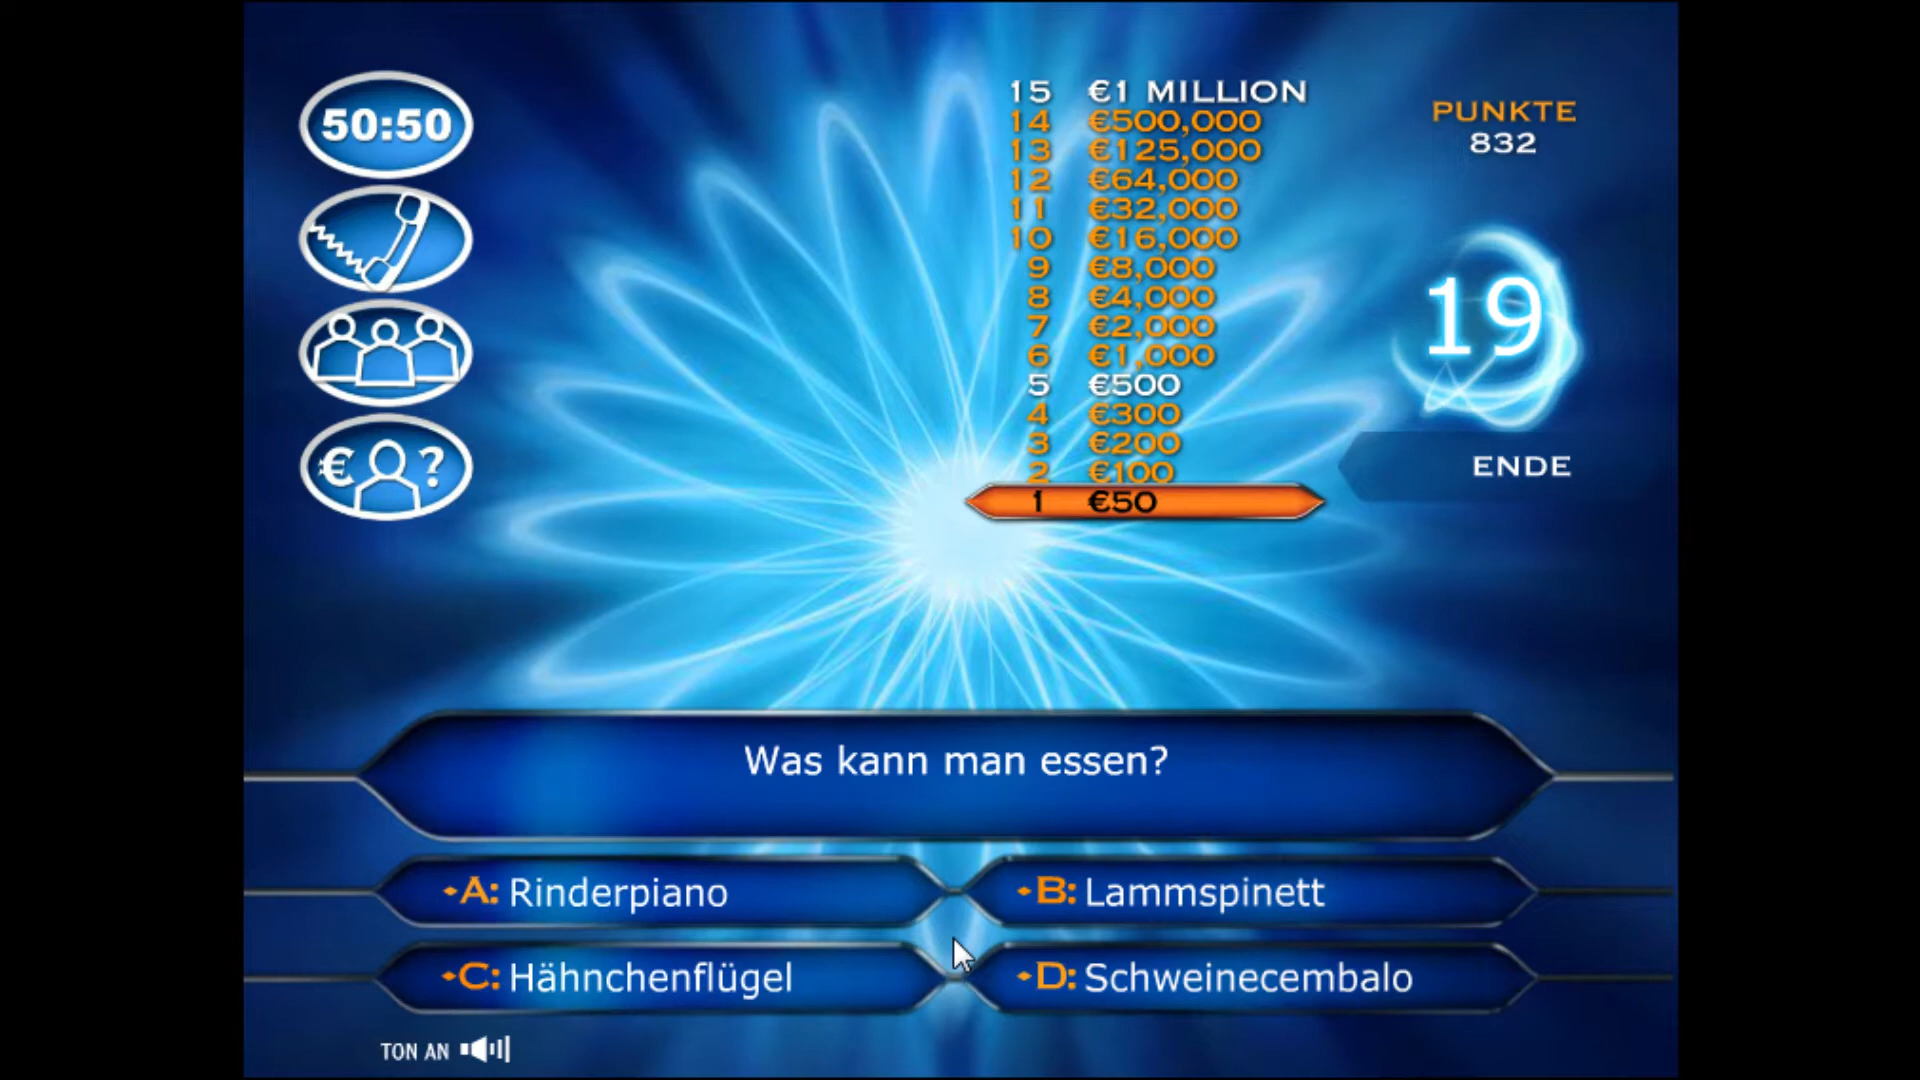 50:50
€ ?
15 €1 MILLION
14 €500,000
13 €125,000
12 €64,000
11 €32,000
10 €16,000
9 €8,000
8 €4,000
7 €2,000
6 €1,000
5 €500
4 €300
3 €200
2 €100
1 €50
PUNKTE
832
19
ENDE
Was kann man essen?
A: Rinderpiano
B: Lammspinett
C: Hähnchenflügel
D: Schweinecembalo
TON AN